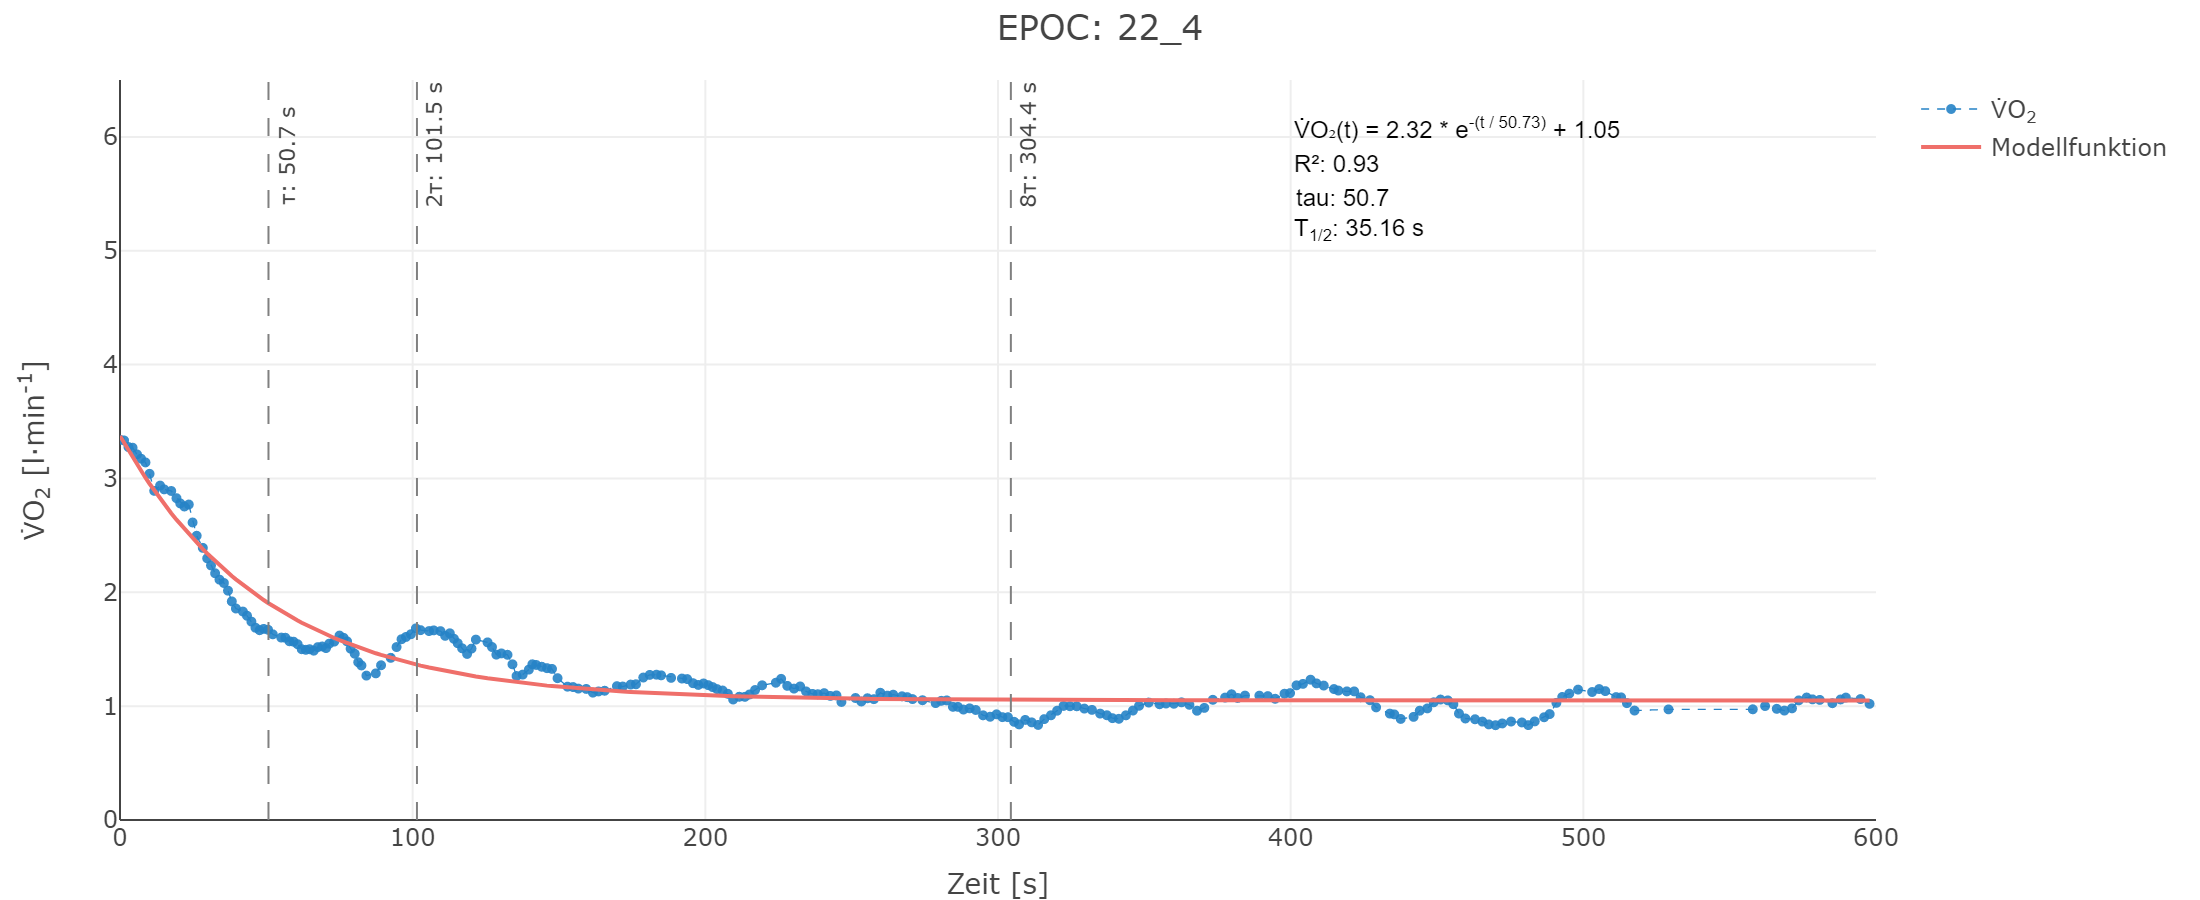 EPOC: 22_4
τ: 50.7 s
2τ: 101.5 s
8τ: 304.4 s
V̇O₂(t) = 2.32 * e^-(t / 50.73) + 1.05
R²: 0.93
tau: 50.7
T1/2: 35.16 s
V̇O₂
Modellfunktion
V̇O₂ [l·min⁻¹]
6
5
4
3
2
1
0
0 100 200 300 400 500 600
Zeit [s]